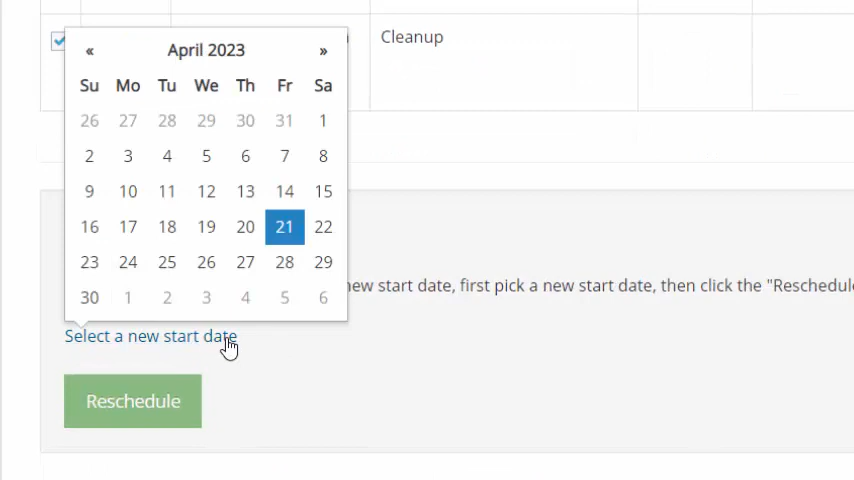 Cleanup
« April 2023 »
Su Mo Tu We Th Fr Sa
26 27 28 29 30 31 1
2 3 4 5 6 7 8
9 10 11 12 13 14 15
16 17 18 19 20 21 22
23 24 25 26 27 28 29
30 1 2 3 4 5 6
new start date, first pick a new start date, then click the "Reschedule
Select a new start date
Reschedule